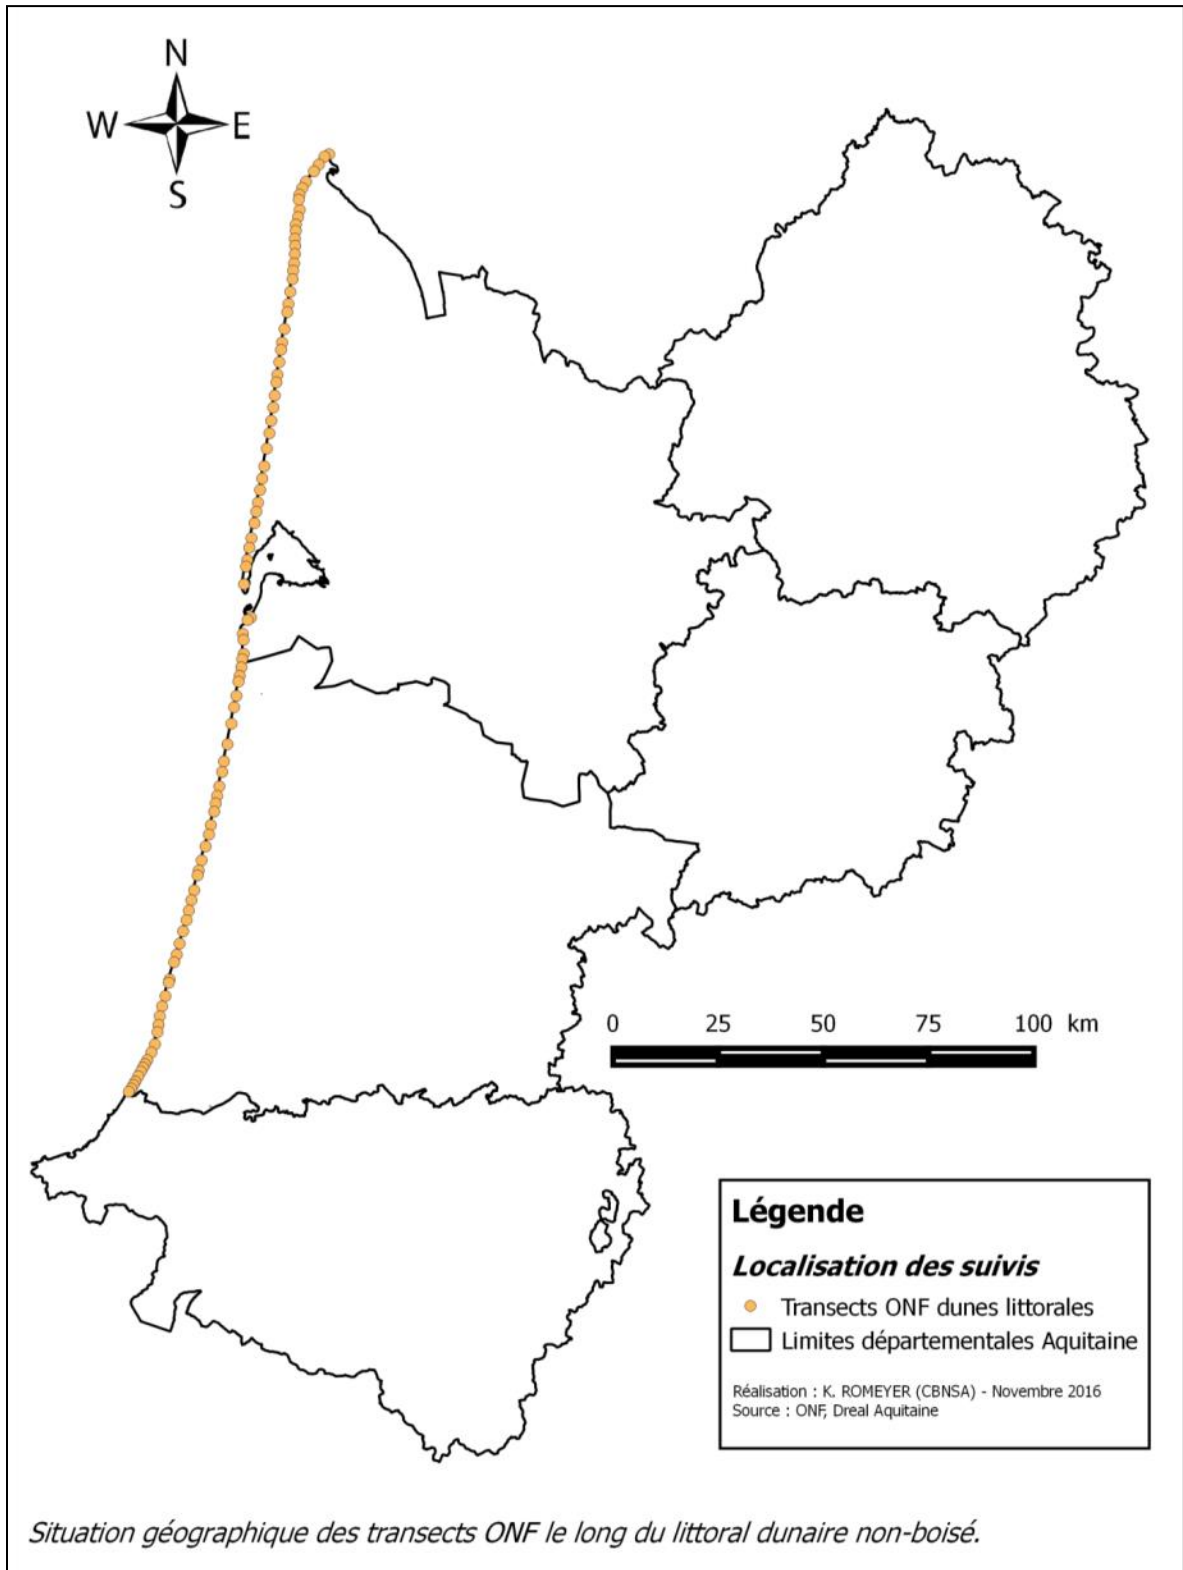 N
W E
S
0 25 50 75 100 km
Légende
Localisation des suivis
Transects ONF dunes littorales
Limites départementales Aquitaine
Réalisation : K. ROMEYER (CBNSA) - Novembre 2016
Source : ONF, Dreal Aquitaine
Situation géographique des transects ONF le long du littoral dunaire non-boisé.